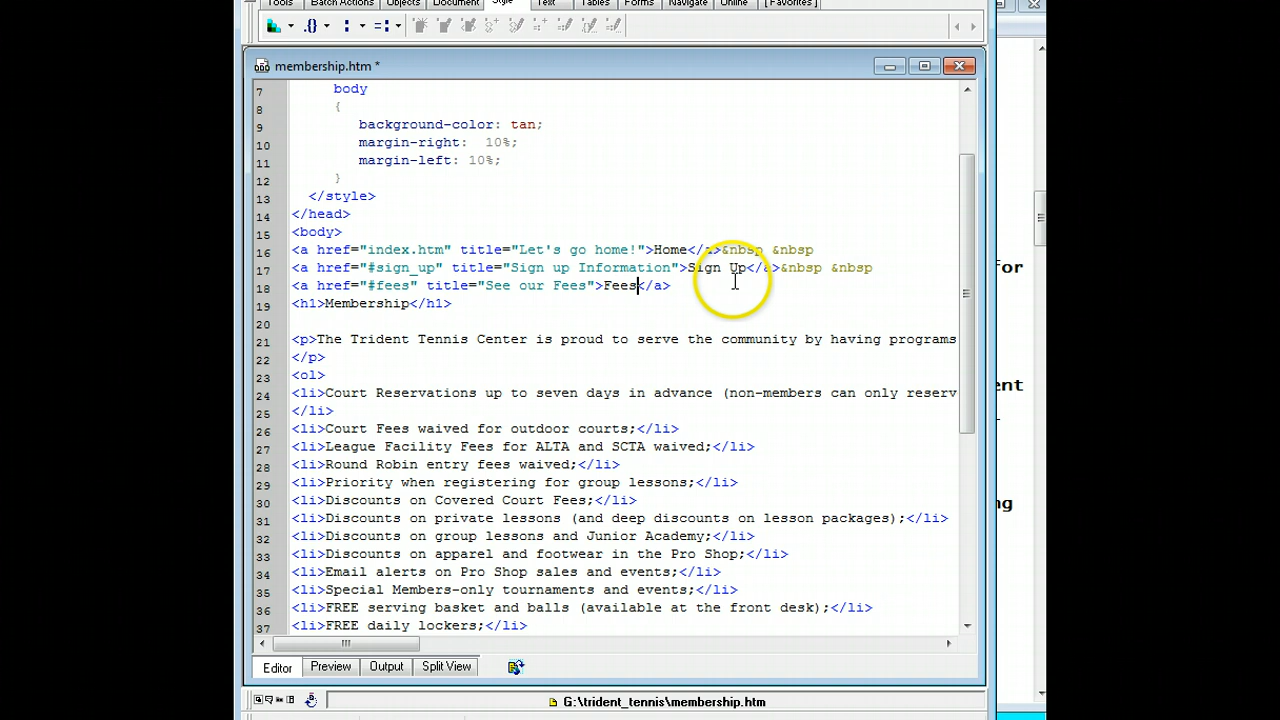 Tools Batch Actions Objects Document Style Text Tables Forms Navigate Online [Favorites]
membership.htm *
7 body
8 {
9 background-color: tan;
10 margin-right: 10%;
11 margin-left: 10%;
12 }
13 </style>
14 </head>
15 <body>
16 <a href="index.htm" title="Let's go home!">Home</a>&nbsp &nbsp
17 <a href="#sign_up" title="Sign up Information">Sign Up</a>&nbsp &nbsp
18 <a href="#fees" title="See our Fees">Fees</a>
19 <h1>Membership</h1>
20
21 <p>The Trident Tennis Center is proud to serve the community by having programs
22 </p>
23 <ol>
24 <li>Court Reservations up to seven days in advance (non-members can only reserv
25 </li>
26 <li>Court Fees waived for outdoor courts;</li>
27 <li>League Facility Fees for ALTA and SCTA waived;</li>
28 <li>Round Robin entry fees waived;</li>
29 <li>Priority when registering for group lessons;</li>
30 <li>Discounts on Covered Court Fees;</li>
31 <li>Discounts on private lessons (and deep discounts on lesson packages);</li>
32 <li>Discounts on group lessons and Junior Academy;</li>
33 <li>Discounts on apparel and footwear in the Pro Shop;</li>
34 <li>Email alerts on Pro Shop sales and events;</li>
35 <li>Special Members-only tournaments and events;</li>
36 <li>FREE serving basket and balls (available at the front desk);</li>
37 <li>FREE daily lockers;</li>
Editor Preview Output Split View
G:\trident_tennis\membership.htm
For
ent
ng